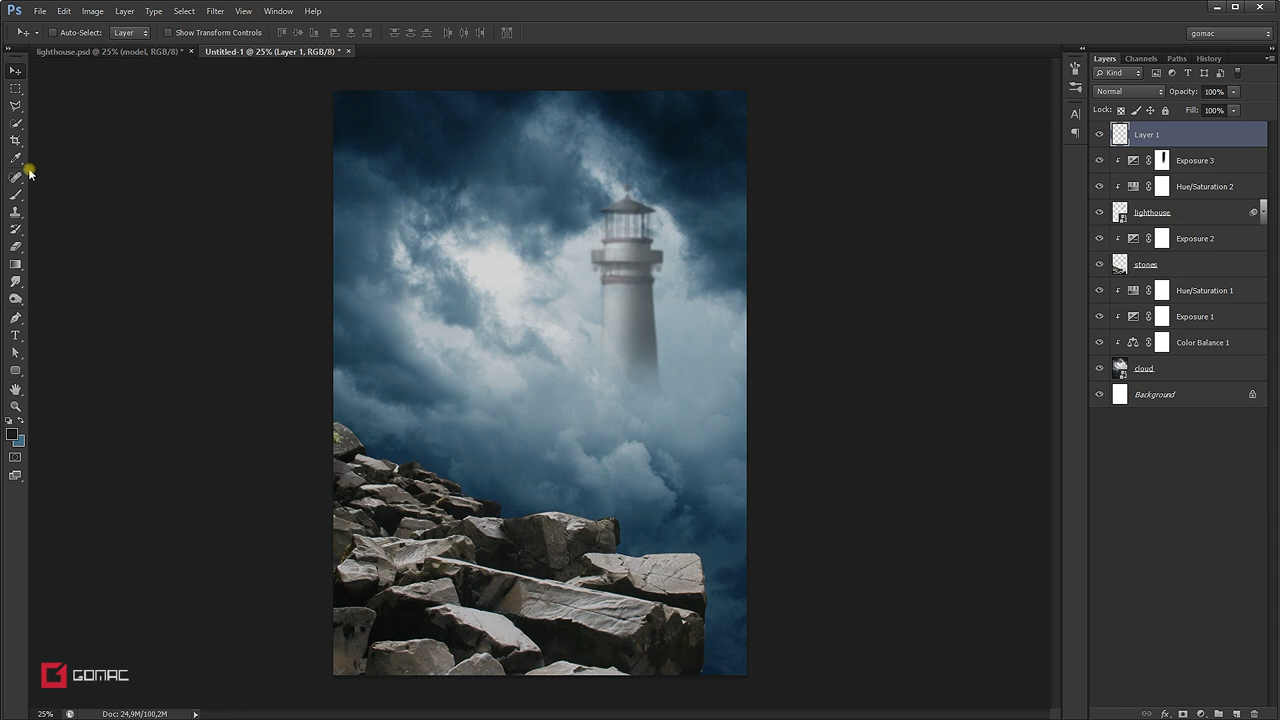 Ps File Edit Image Layer Type Select Filter View Window Help
Auto-Select: Layer Show Transform Controls gomac
lighthouse.psd @ 25% (model, RGB/8) * × Untitled-1 @ 25% (Layer 1, RGB/8) * ×
Layers Channels Paths History
Kind
Normal Opacity: 100%
Lock: Fill: 100%
Layer 1
Exposure 3
Hue/Saturation 2
lighthouse
Exposure 2
stones
Hue/Saturation 1
Exposure 1
Color Balance 1
cloud
Background
GOMAC
25% Doc: 24,9M/100,2M